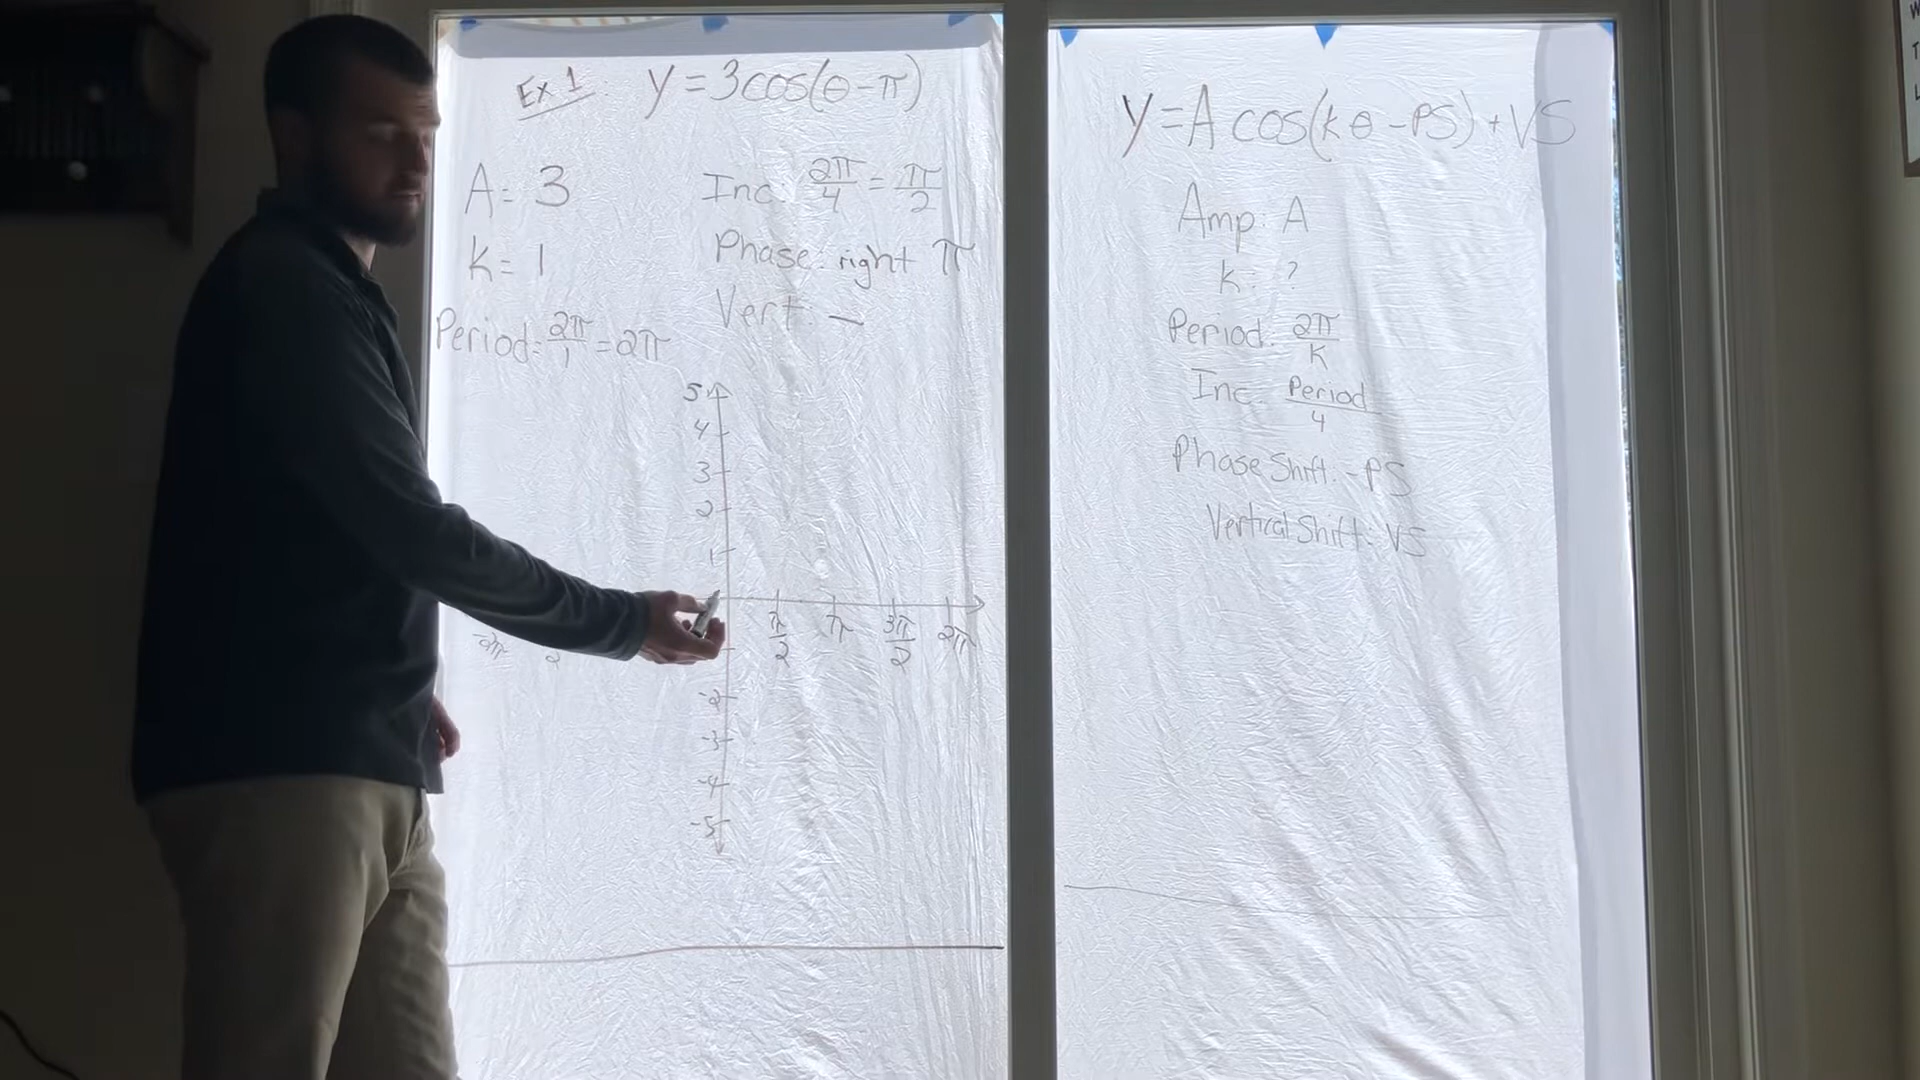 Ex 1: y=3cos(θ-π)
A= 3
K= 1
Period= 2π/1 =2π
Inc: 2π/4 = π/2
Phase: right π
Vert: —
5
4
3
2
1
-2π
2
π/2 π 3π/2 2π
-2
-3
-4
-5
y=A cos(kθ-PS)+VS
Amp: A
k: ?
Period: 2π/K
Inc: Period/4
Phase Shift: -PS
Vertical Shift: VS